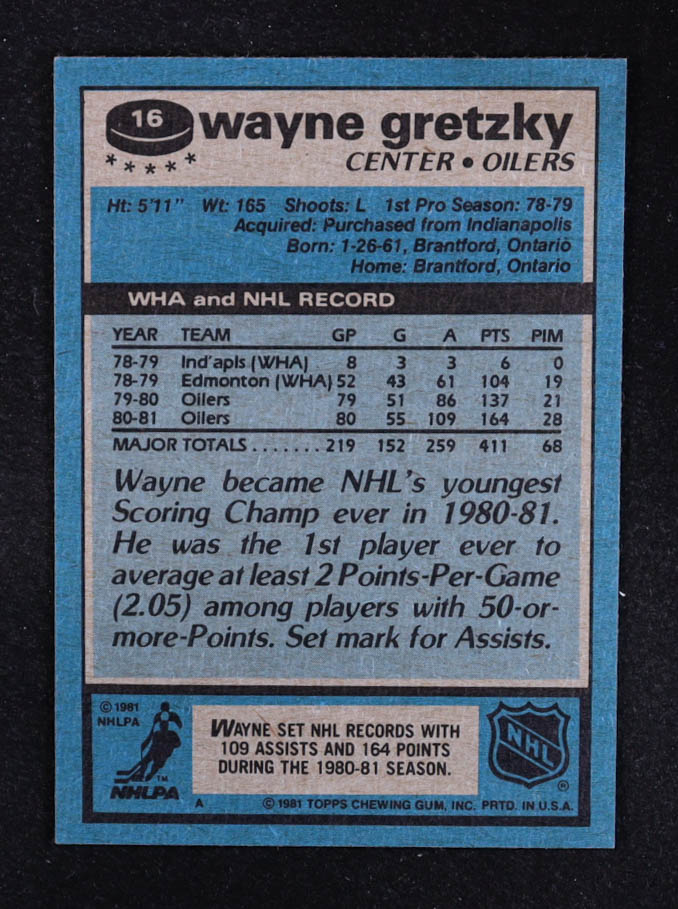 16 wayne gretzky
CENTER • OILERS
Ht: 5'11" Wt: 165 Shoots: L 1st Pro Season: 78-79
Acquired: Purchased from Indianapolis
Born: 1-26-61, Brantford, Ontario
Home: Brantford, Ontario
WHA and NHL RECORD
YEAR TEAM GP G A PTS PIM
78-79 Ind'apls (WHA) 8 3 3 6 0
78-79 Edmonton (WHA) 52 43 61 104 19
79-80 Oilers 79 51 86 137 21
80-81 Oilers 80 55 109 164 28
MAJOR TOTALS ....... 219 152 259 411 68
Wayne became NHL's youngest
Scoring Champ ever in 1980-81.
He was the 1st player ever to
average at least 2 Points-Per-Game
(2.05) among players with 50-or-
more-Points. Set mark for Assists.
© 1981
NHLPA
TM
NHLPA
WAYNE SET NHL RECORDS WITH
109 ASSISTS AND 164 POINTS
DURING THE 1980-81 SEASON.
NHL
®
A © 1981 TOPPS CHEWING GUM, INC. PRTD. IN U.S.A.